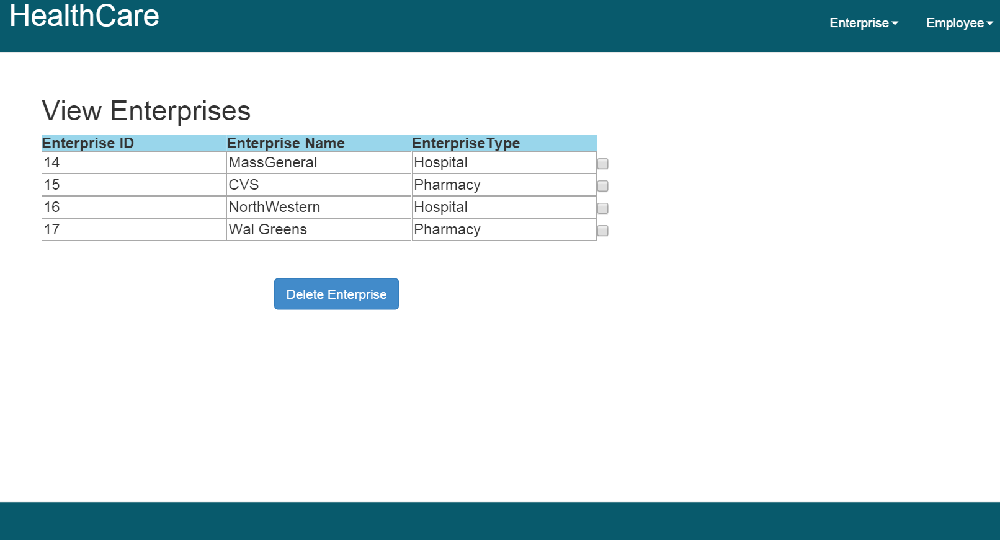 HealthCare
Enterprise Employee
View Enterprises
Enterprise ID Enterprise Name EnterpriseType
14 MassGeneral Hospital
15 CVS Pharmacy
16 NorthWestern Hospital
17 Wal Greens Pharmacy
Delete Enterprise